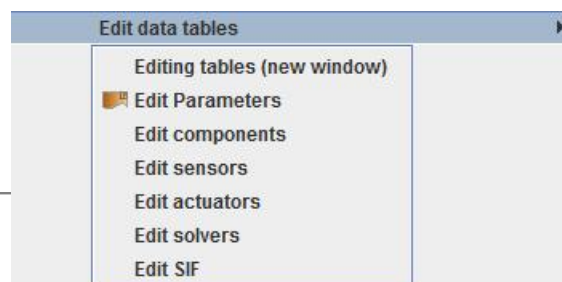 Edit data tables
Editing tables (new window)
Edit Parameters
Edit components
Edit sensors
Edit actuators
Edit solvers
Edit SIF